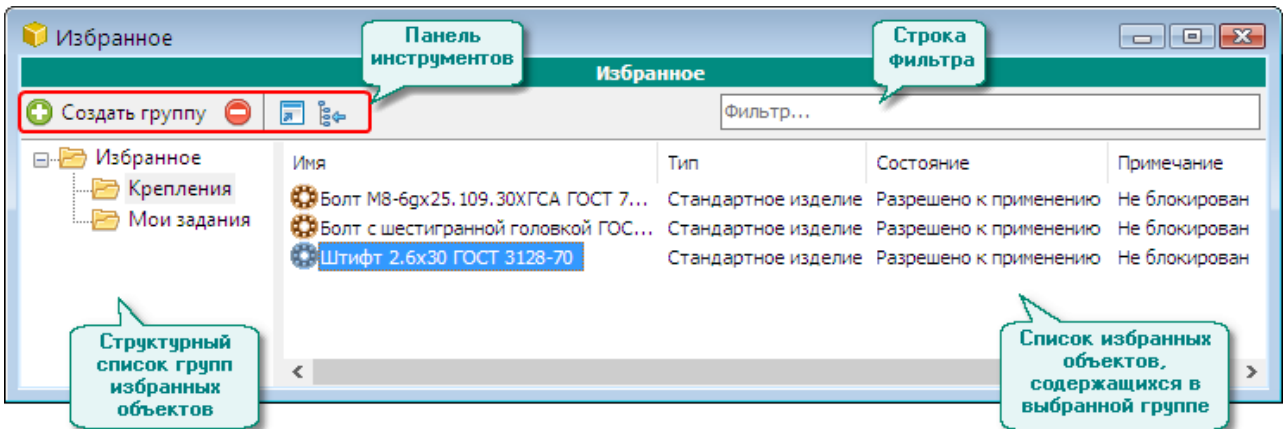 Избранное
Панель
инструментов
Строка
фильтра
Избранное
Создать группу
Фильтр...
Избранное
Крепления
Мои задания
Имя Тип Состояние Примечание
Болт М8-6gx25.109.30ХГСА ГОСТ 7... Стандартное изделие Разрешено к применению Не блокирован
Болт с шестигранной головкой ГОС... Стандартное изделие Разрешено к применению Не блокирован
Штифт 2.6x30 ГОСТ 3128-70 Стандартное изделие Разрешено к применению Не блокирован
Структурный
список групп
избранных
объектов
Список избранных
объектов,
содержащихся в
выбранной группе